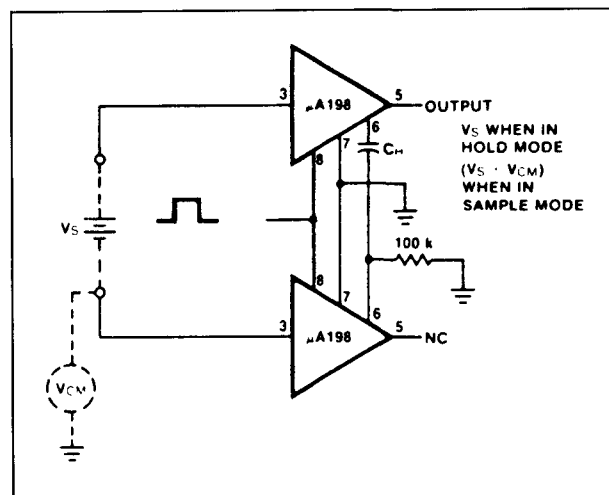 3
μA198
5
OUTPUT
6
7
8
C_H
V_S WHEN IN
HOLD MODE
(V_S · V_CM)
WHEN IN
SAMPLE MODE
V_S
100 k
8
7
6
3
μA198
5
NC
V_CM